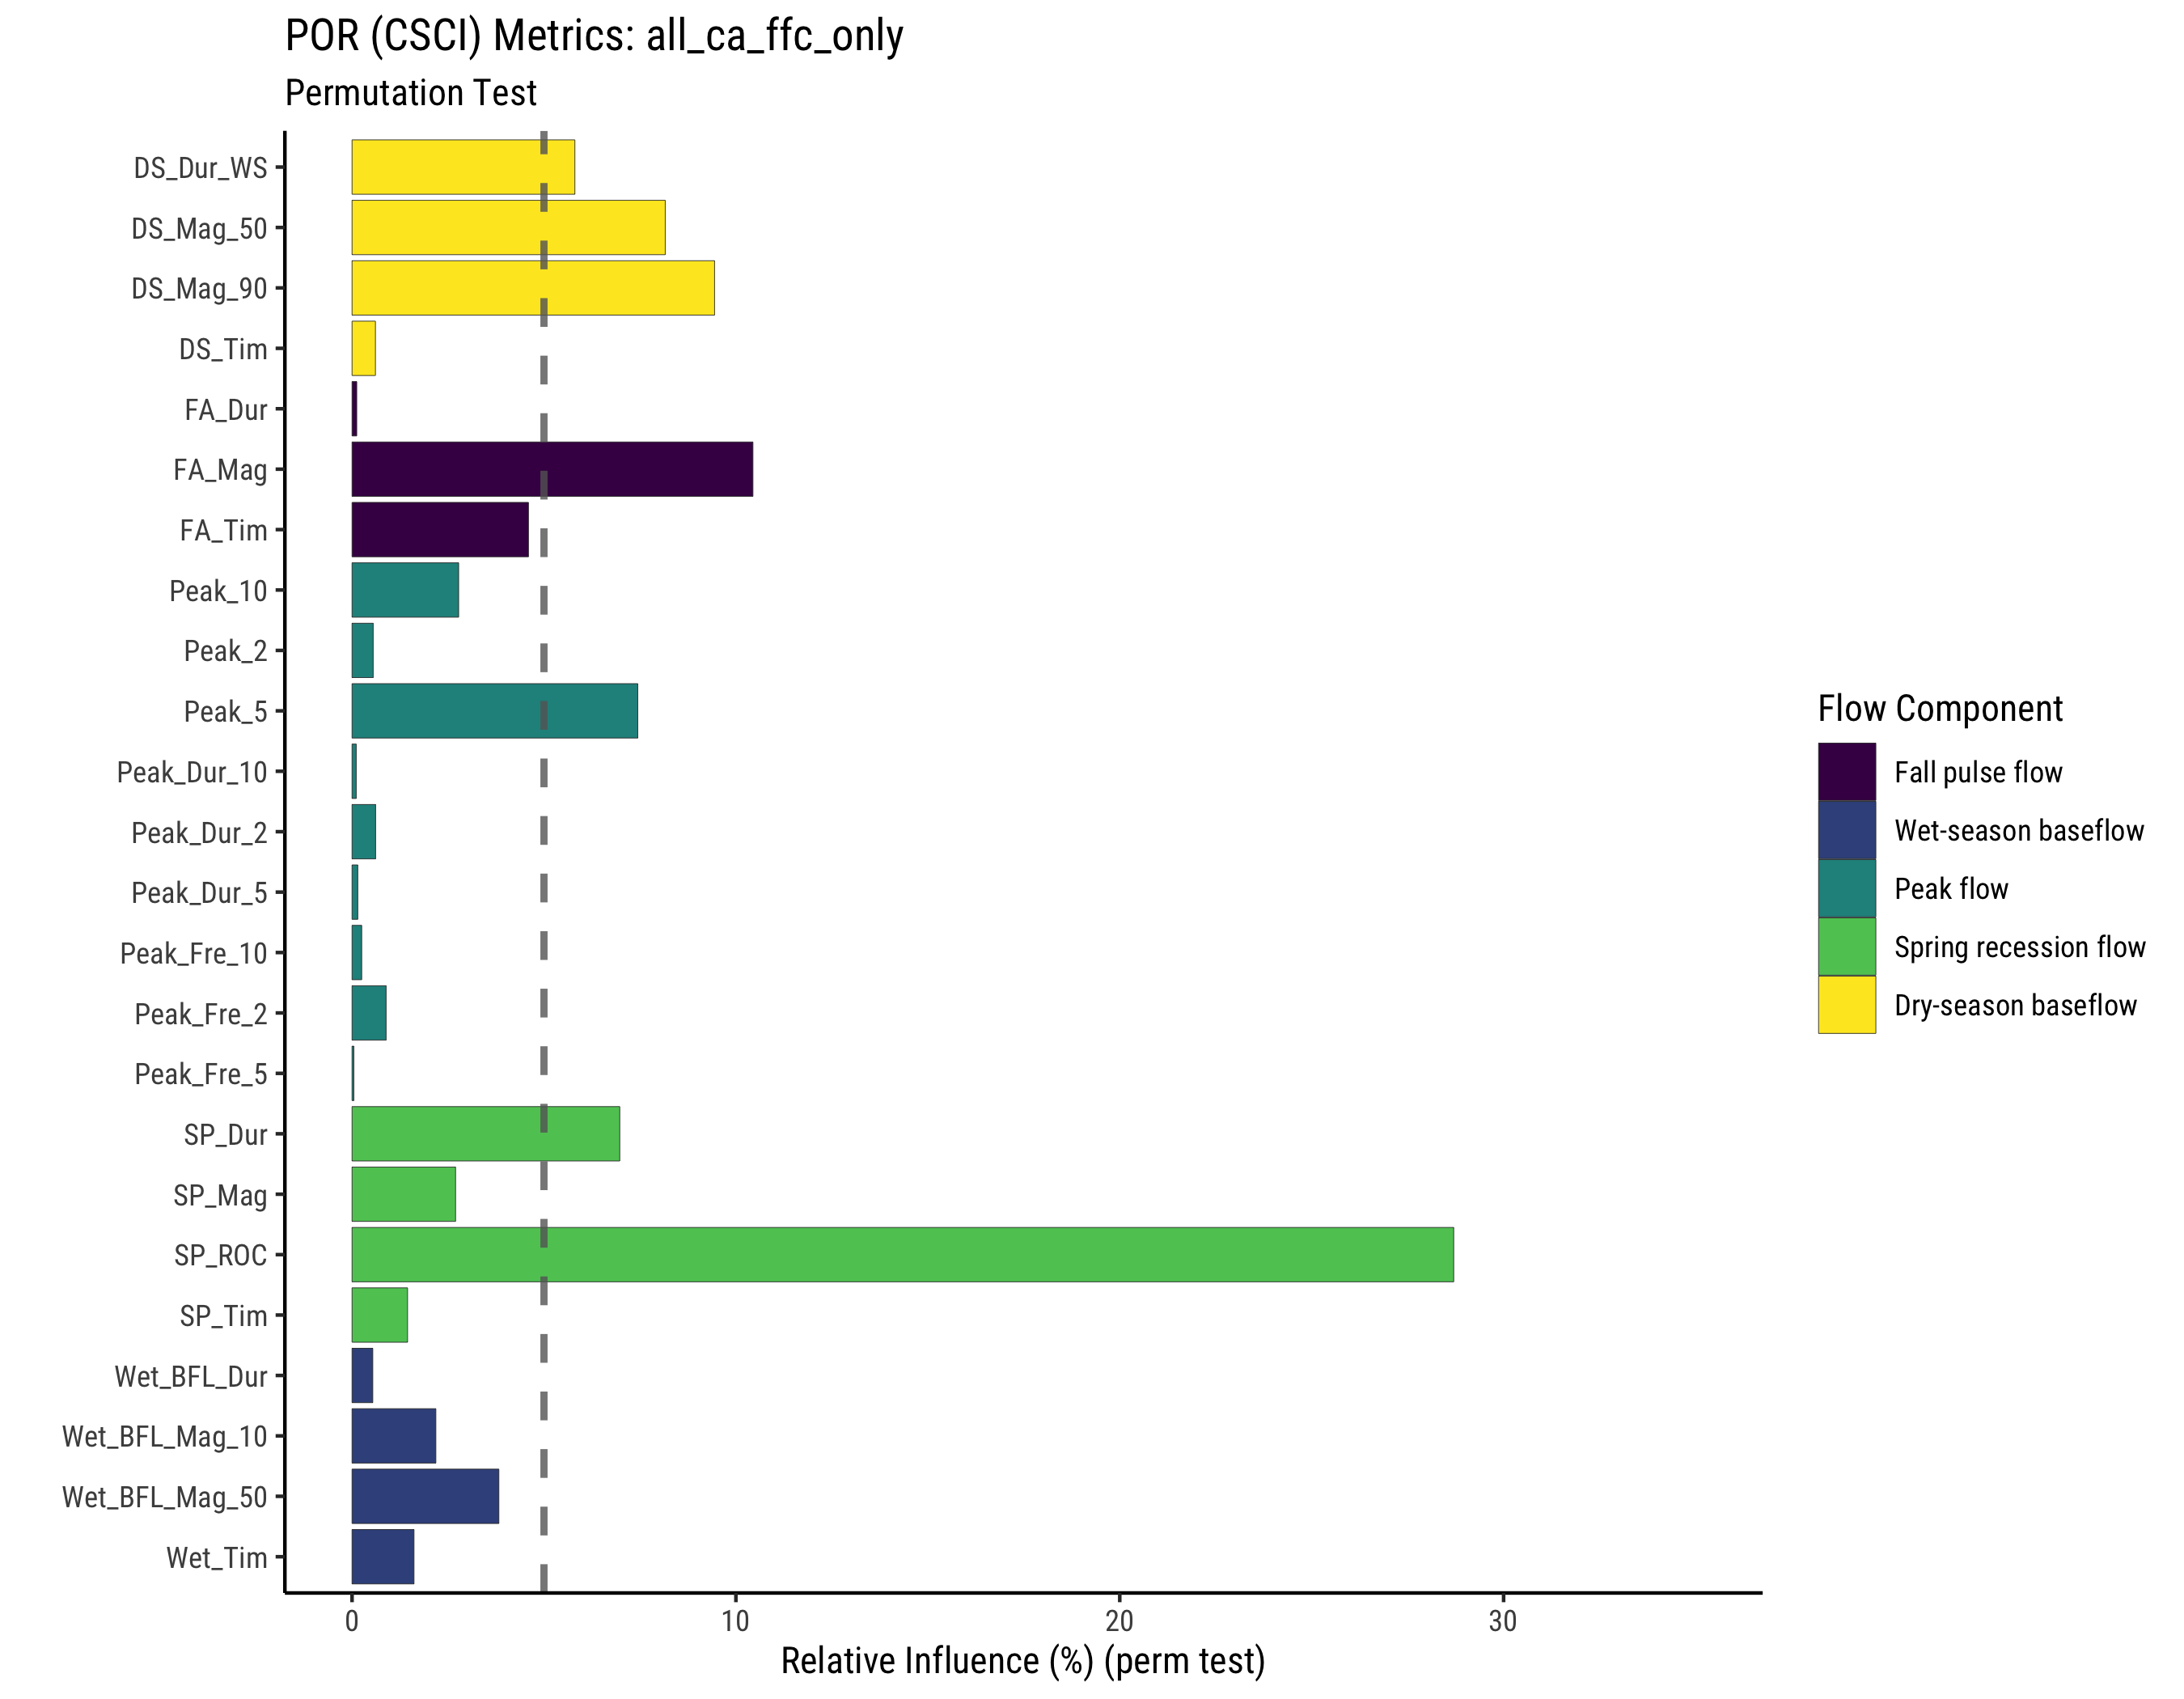 POR (CSCI) Metrics: all_ca_ffc_only
Permutation Test
DS_Dur_WS
DS_Mag_50
DS_Mag_90
DS_Tim
FA_Dur
FA_Mag
FA_Tim
Peak_10
Peak_2
Peak_5
Peak_Dur_10
Peak_Dur_2
Peak_Dur_5
Peak_Fre_10
Peak_Fre_2
Peak_Fre_5
SP_Dur
SP_Mag
SP_ROC
SP_Tim
Wet_BFL_Dur
Wet_BFL_Mag_10
Wet_BFL_Mag_50
Wet_Tim
0 10 20 30
Relative Influence (%) (perm test)
Flow Component
Fall pulse flow
Wet-season baseflow
Peak flow
Spring recession flow
Dry-season baseflow